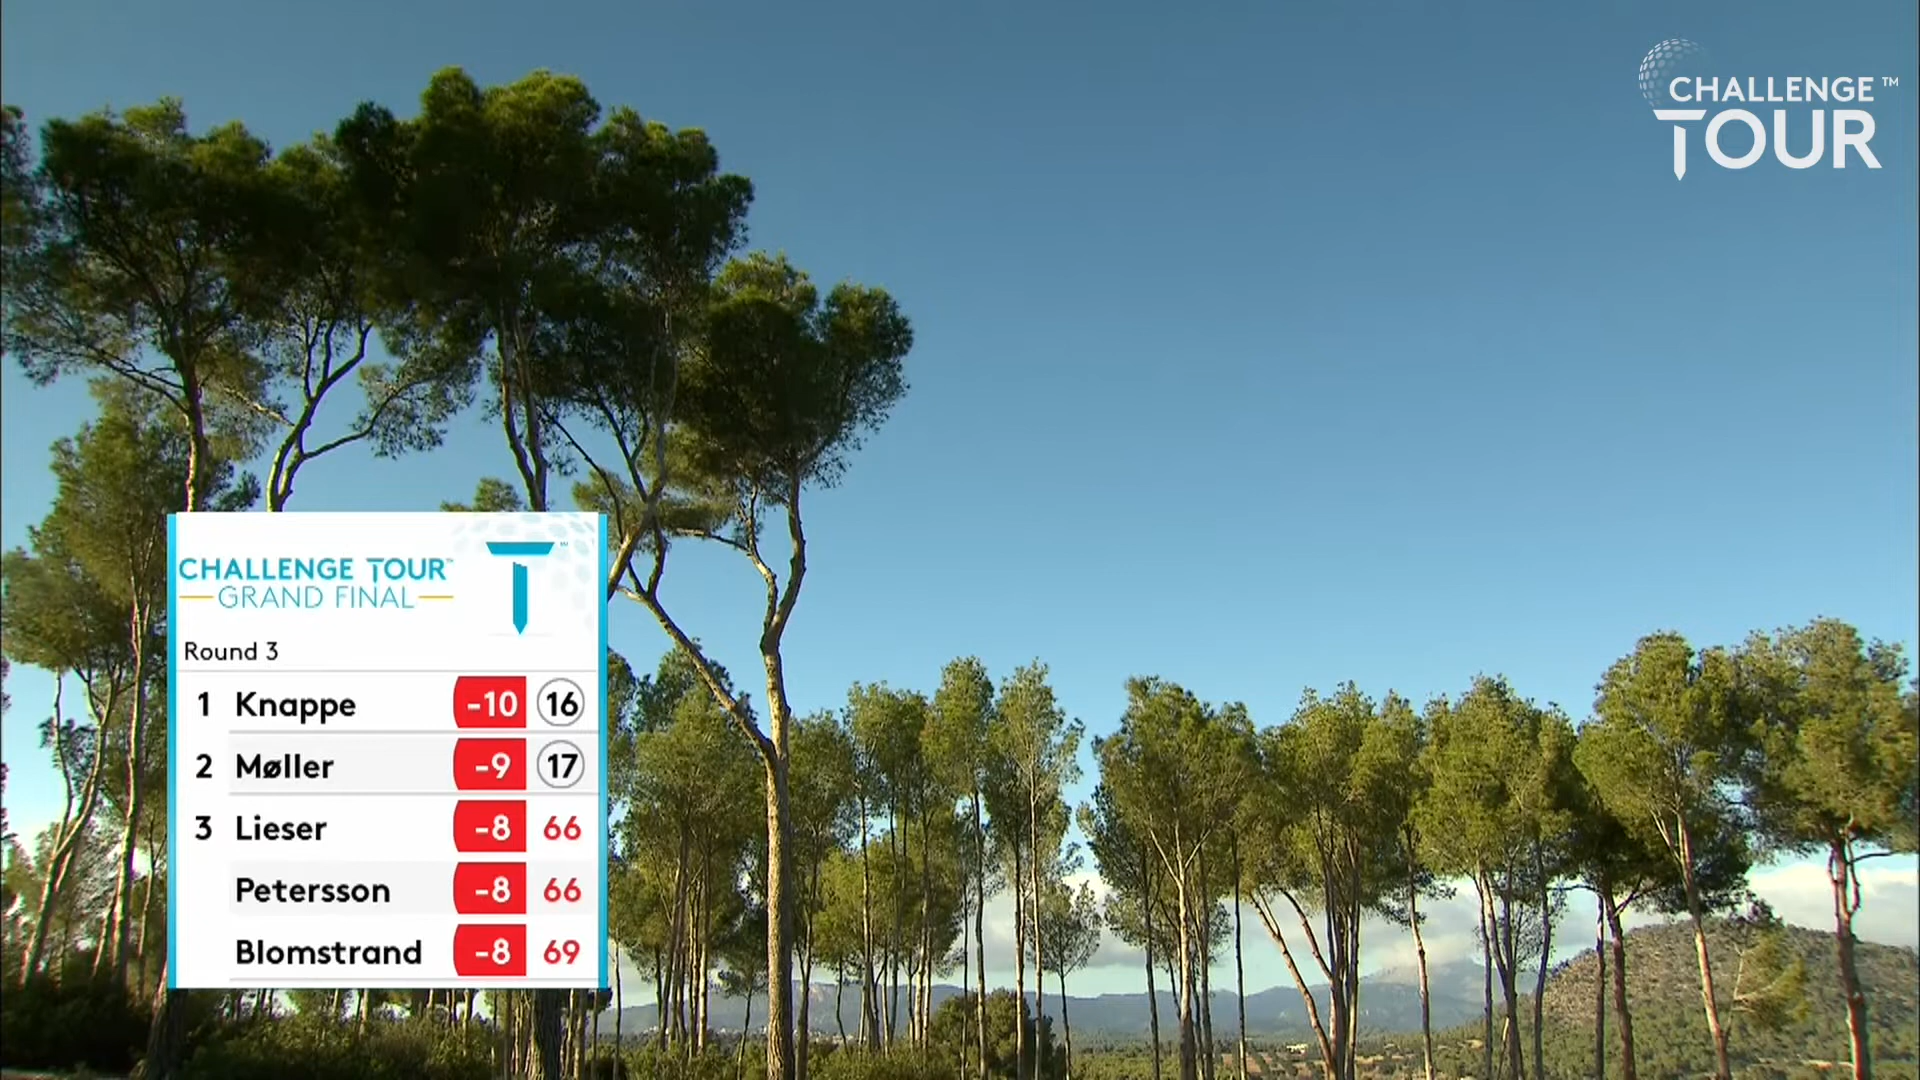 CHALLENGE™
TOUR
CHALLENGE TOUR™
GRAND FINAL
T™
Round 3
1 Knappe -10 16
2 Møller -9 17
3 Lieser -8 66
Petersson -8 66
Blomstrand -8 69